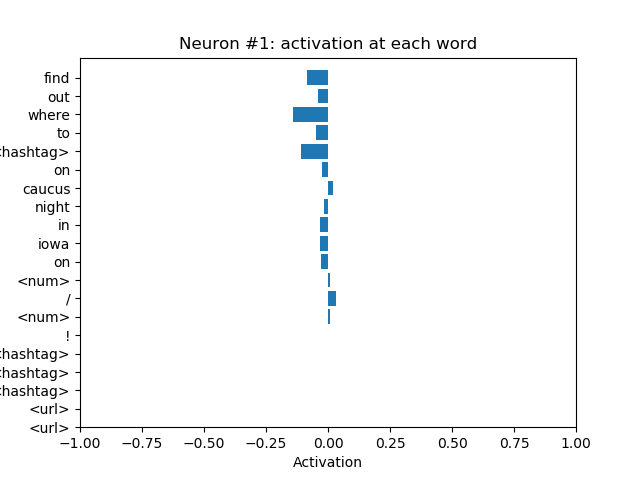 Neuron #1: activation at each word
find
out
where
to
hashtag>
on
caucus
night
in
iowa
on
<num>
/
<num>
!
hashtag>
hashtag>
hashtag>
<url>
<url>
−1.00 −0.75 −0.50 −0.25 0.00 0.25 0.50 0.75 1.00
Activation